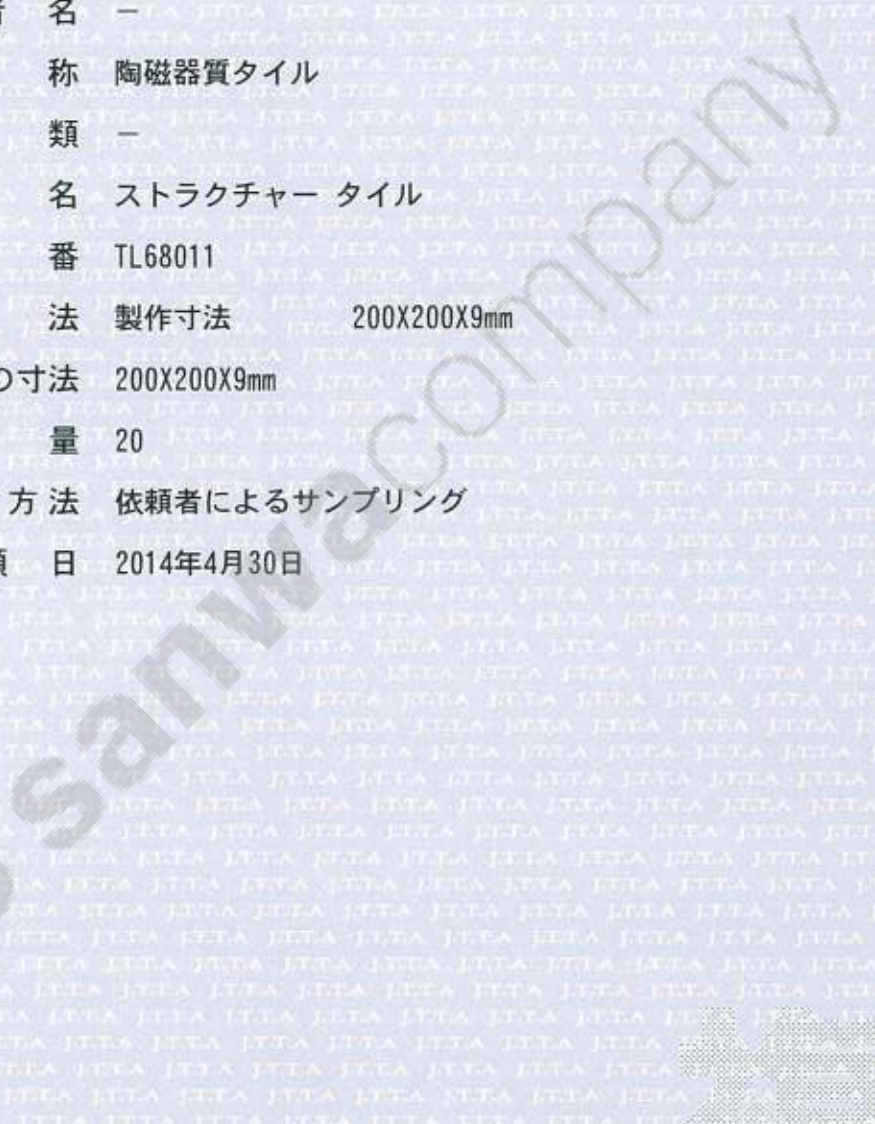 名 －
称 陶磁器質タイル
類 －
名 ストラクチャー タイル
番 TL68011
法 製作寸法 200X200X9mm
の寸法 200X200X9mm
量 20
方法 依頼者によるサンプリング
日 2014年4月30日
sanwacompany